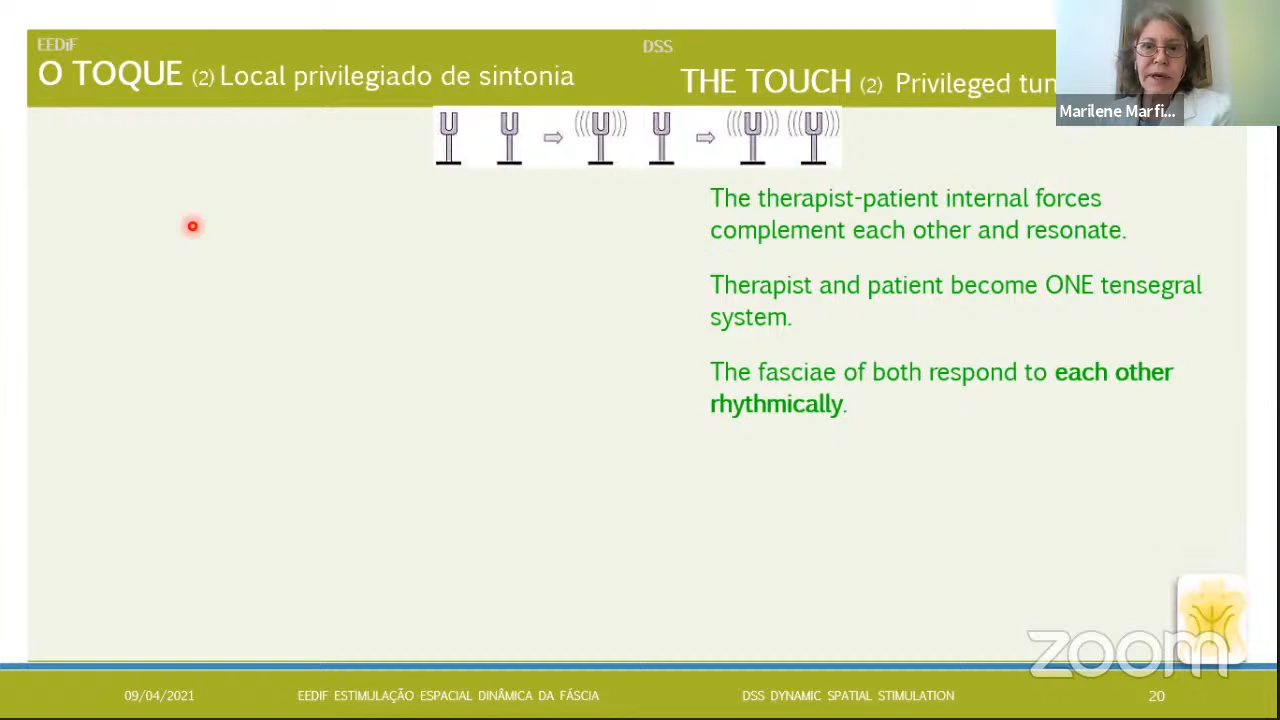 EEDiF
O TOQUE (2) Local privilegiado de sintonia
DSS
THE TOUCH (2) Privileged
Marilene Marfi...
The therapist-patient internal forces
complement each other and resonate.
Therapist and patient become ONE tensegral
system.
The fasciae of both respond to each other
rhythmically.
zoom
09/04/2021
EEDIF ESTIMULAÇÃO ESPACIAL DINÂMICA DA FÁSCIA
DSS DYNAMIC SPATIAL STIMULATION
20